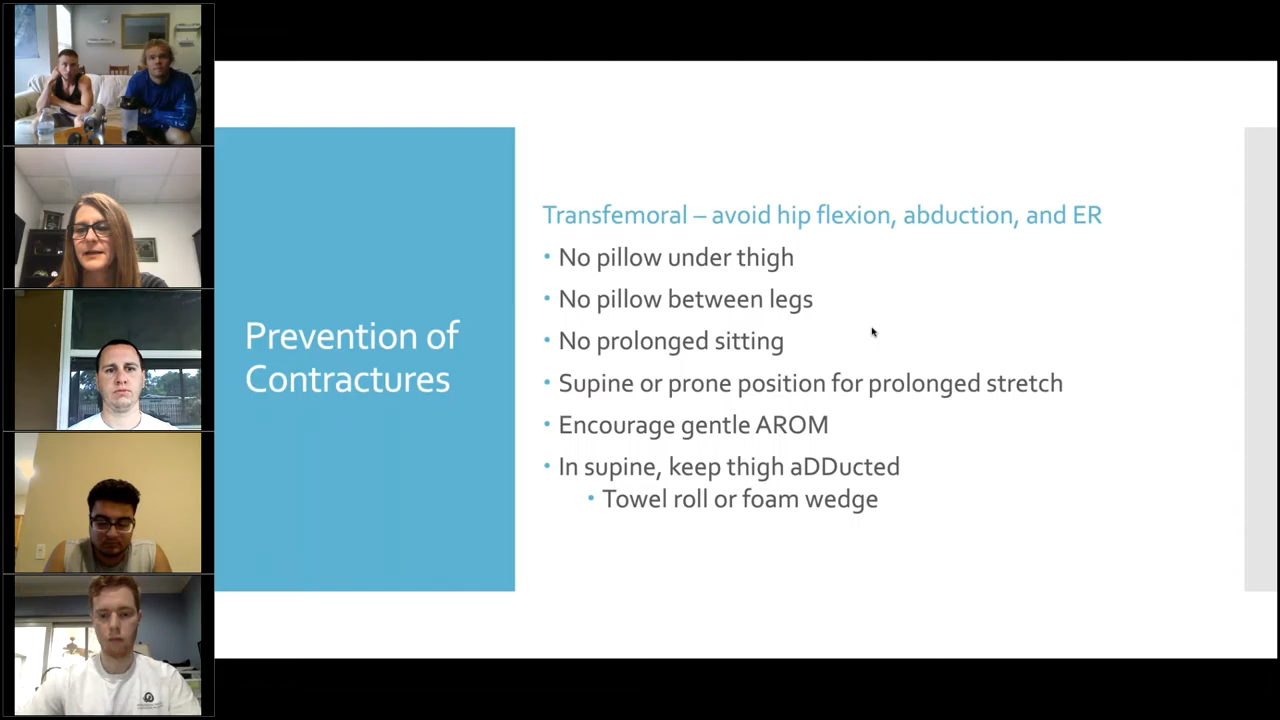 Prevention of
Contractures
Transfemoral – avoid hip flexion, abduction, and ER
• No pillow under thigh
• No pillow between legs
• No prolonged sitting
• Supine or prone position for prolonged stretch
• Encourage gentle AROM
• In supine, keep thigh aDDucted
• Towel roll or foam wedge